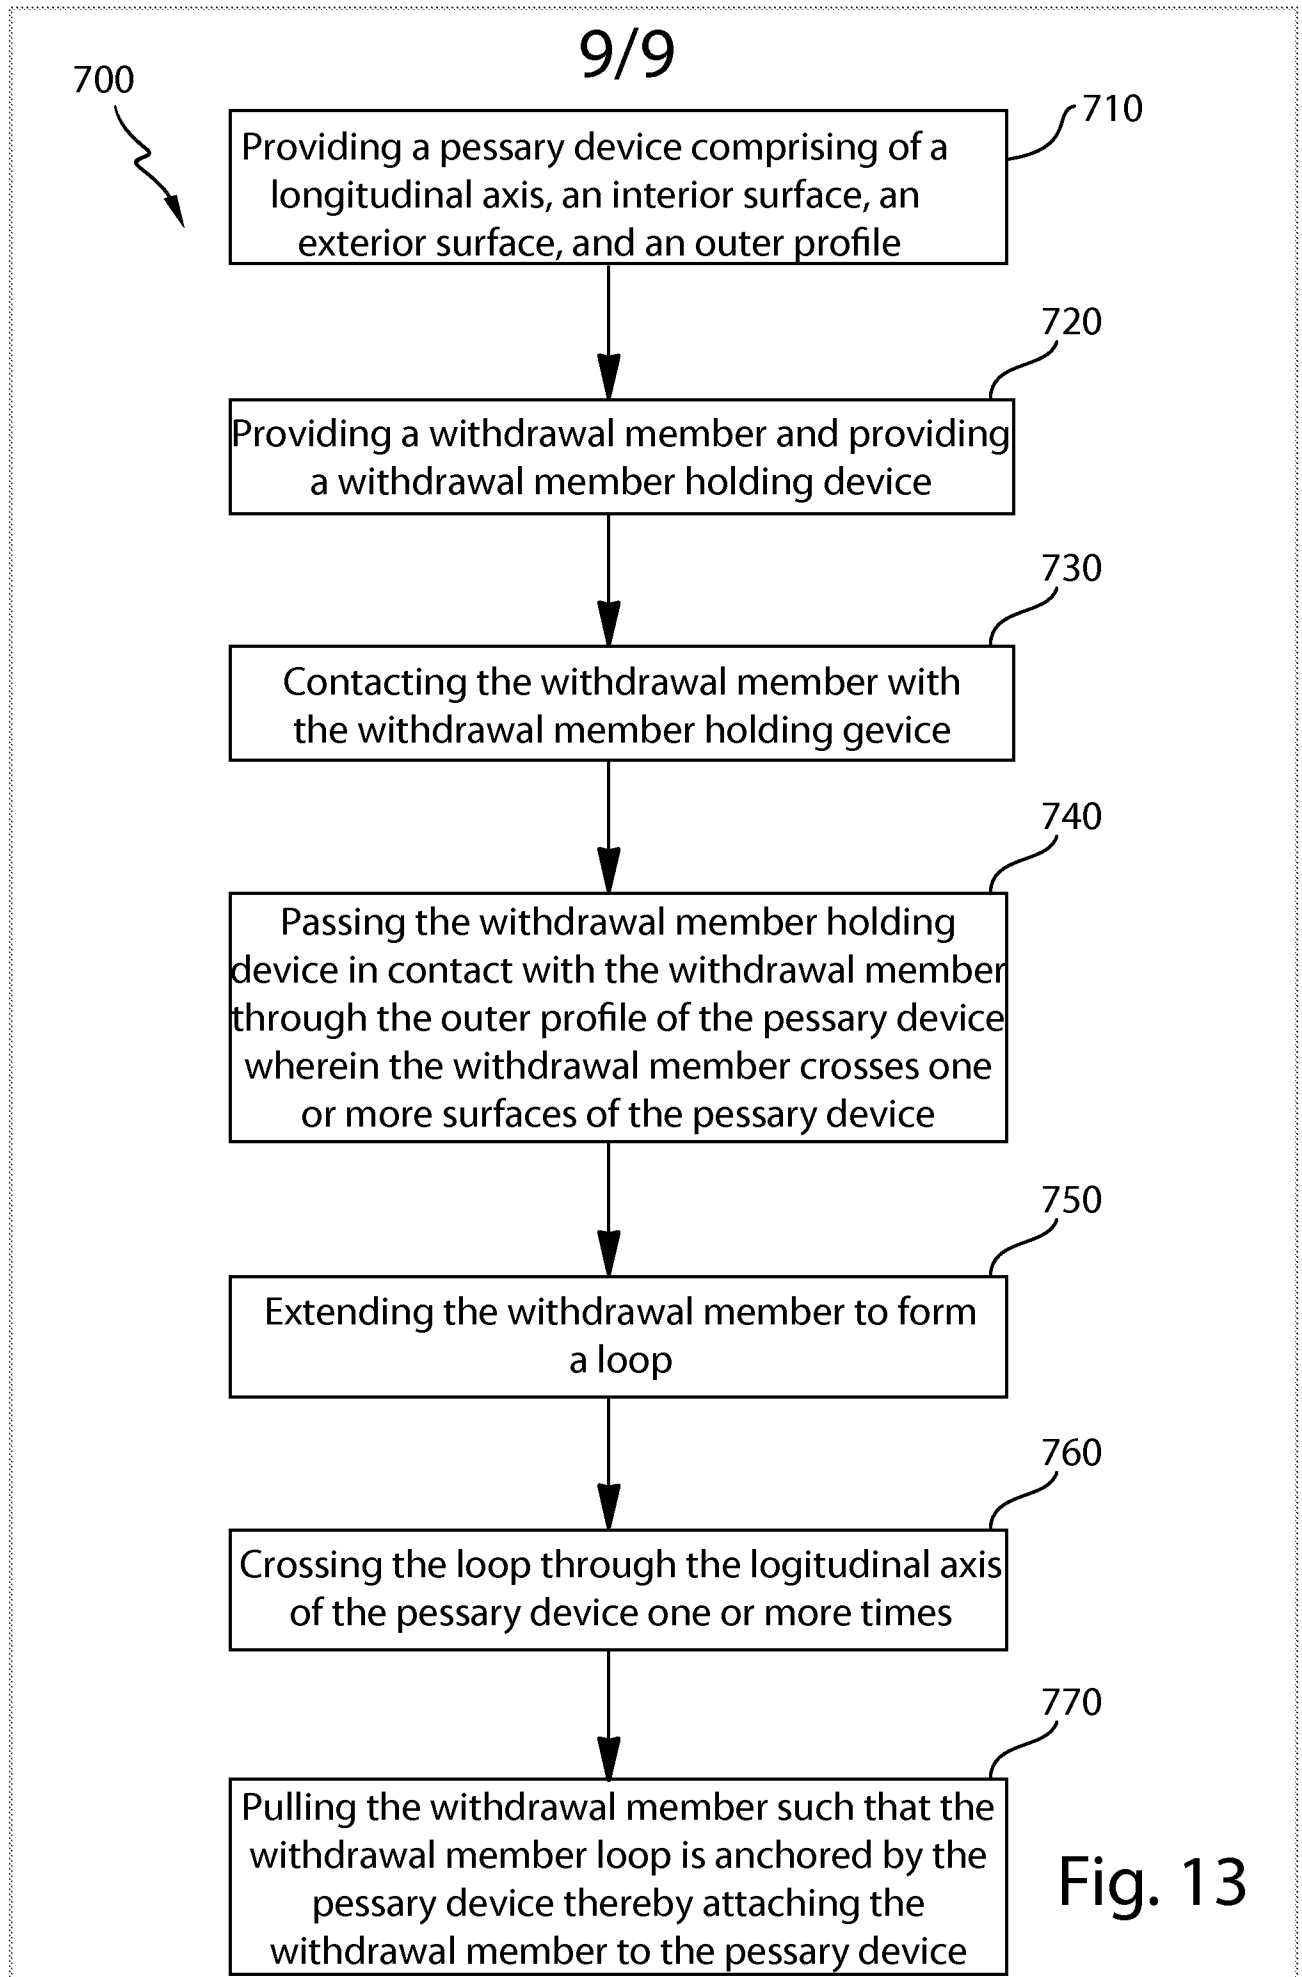 9/9
700
710
Providing a pessary device comprising of a
longitudinal axis, an interior surface, an
exterior surface, and an outer profile
720
Providing a withdrawal member and providing
a withdrawal member holding device
730
Contacting the withdrawal member with
the withdrawal member holding gevice
740
Passing the withdrawal member holding
device in contact with the withdrawal member
through the outer profile of the pessary device
wherein the withdrawal member crosses one
or more surfaces of the pessary device
750
Extending the withdrawal member to form
a loop
760
Crossing the loop through the logitudinal axis
of the pessary device one or more times
770
Pulling the withdrawal member such that the
withdrawal member loop is anchored by the
pessary device thereby attaching the
withdrawal member to the pessary device
Fig. 13